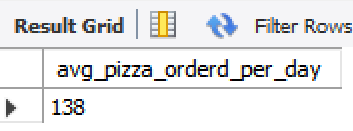 Result Grid Filter Rows
avg_pizza_orderd_per_day
138